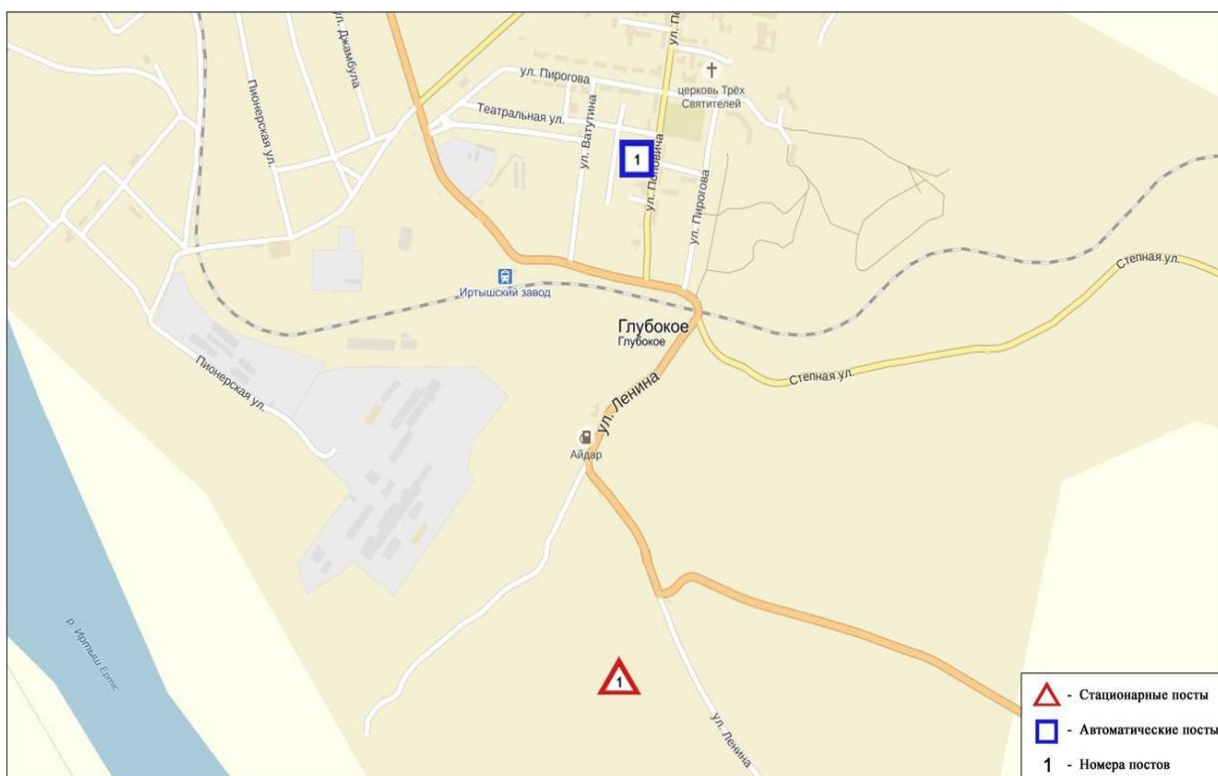 ул. Джамбула
Пионерская ул.
ул. Пирогова
Театральная ул.
ул. Ватутина
церковь Трёх
Святителей
1
ул. Поповича
ул. Пирогова
Иртышский завод
Степная ул.
Глубокое
Глубокое
Степная ул.
Пионерская ул.
ул. Ленина
Айдар
р. Иртыш Ертіс
1
ул. Ленина
- Стационарные посты
- Автоматические посты
1 - Номера постов